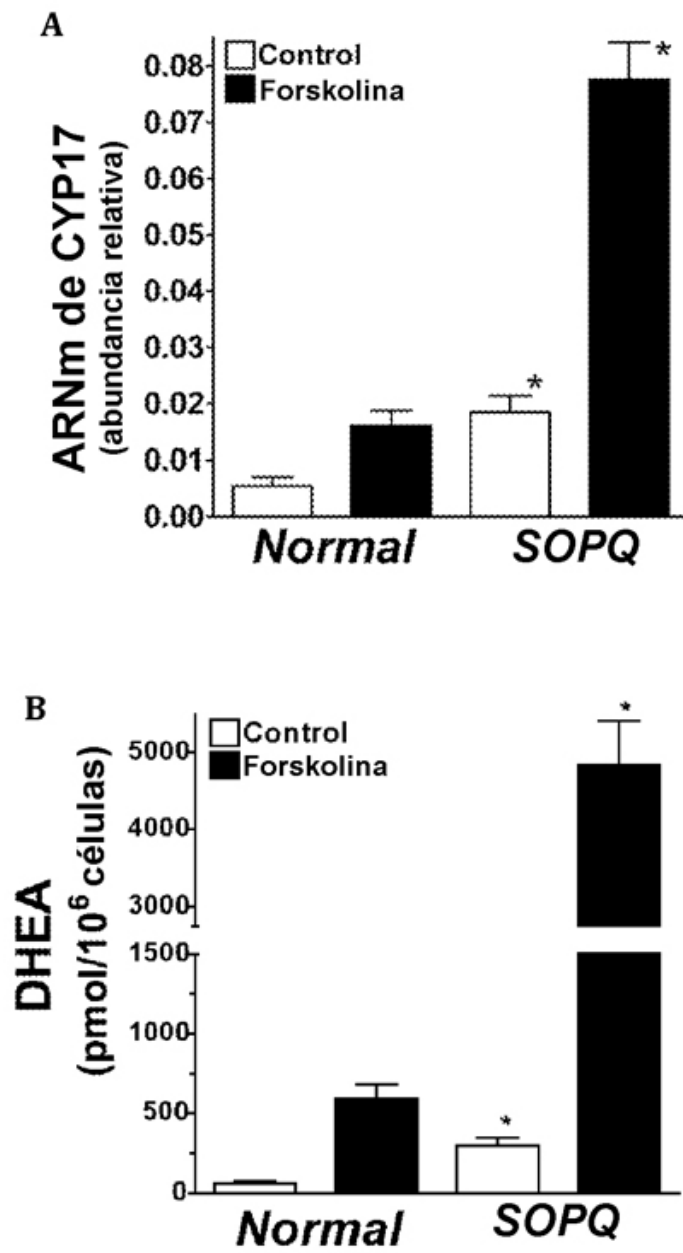 A
Control
Forskolina
ARNm de CYP17
(abundancia relativa)
0.08
0.07
0.06
0.05
0.04
0.03
0.02
0.01
0.00
*
*
Normal
SOPQ
B
Control
Forskolina
DHEA
(pmol/10⁶ células)
5000
4000
3000
1500
1000
500
0
*
*
Normal
SOPQ